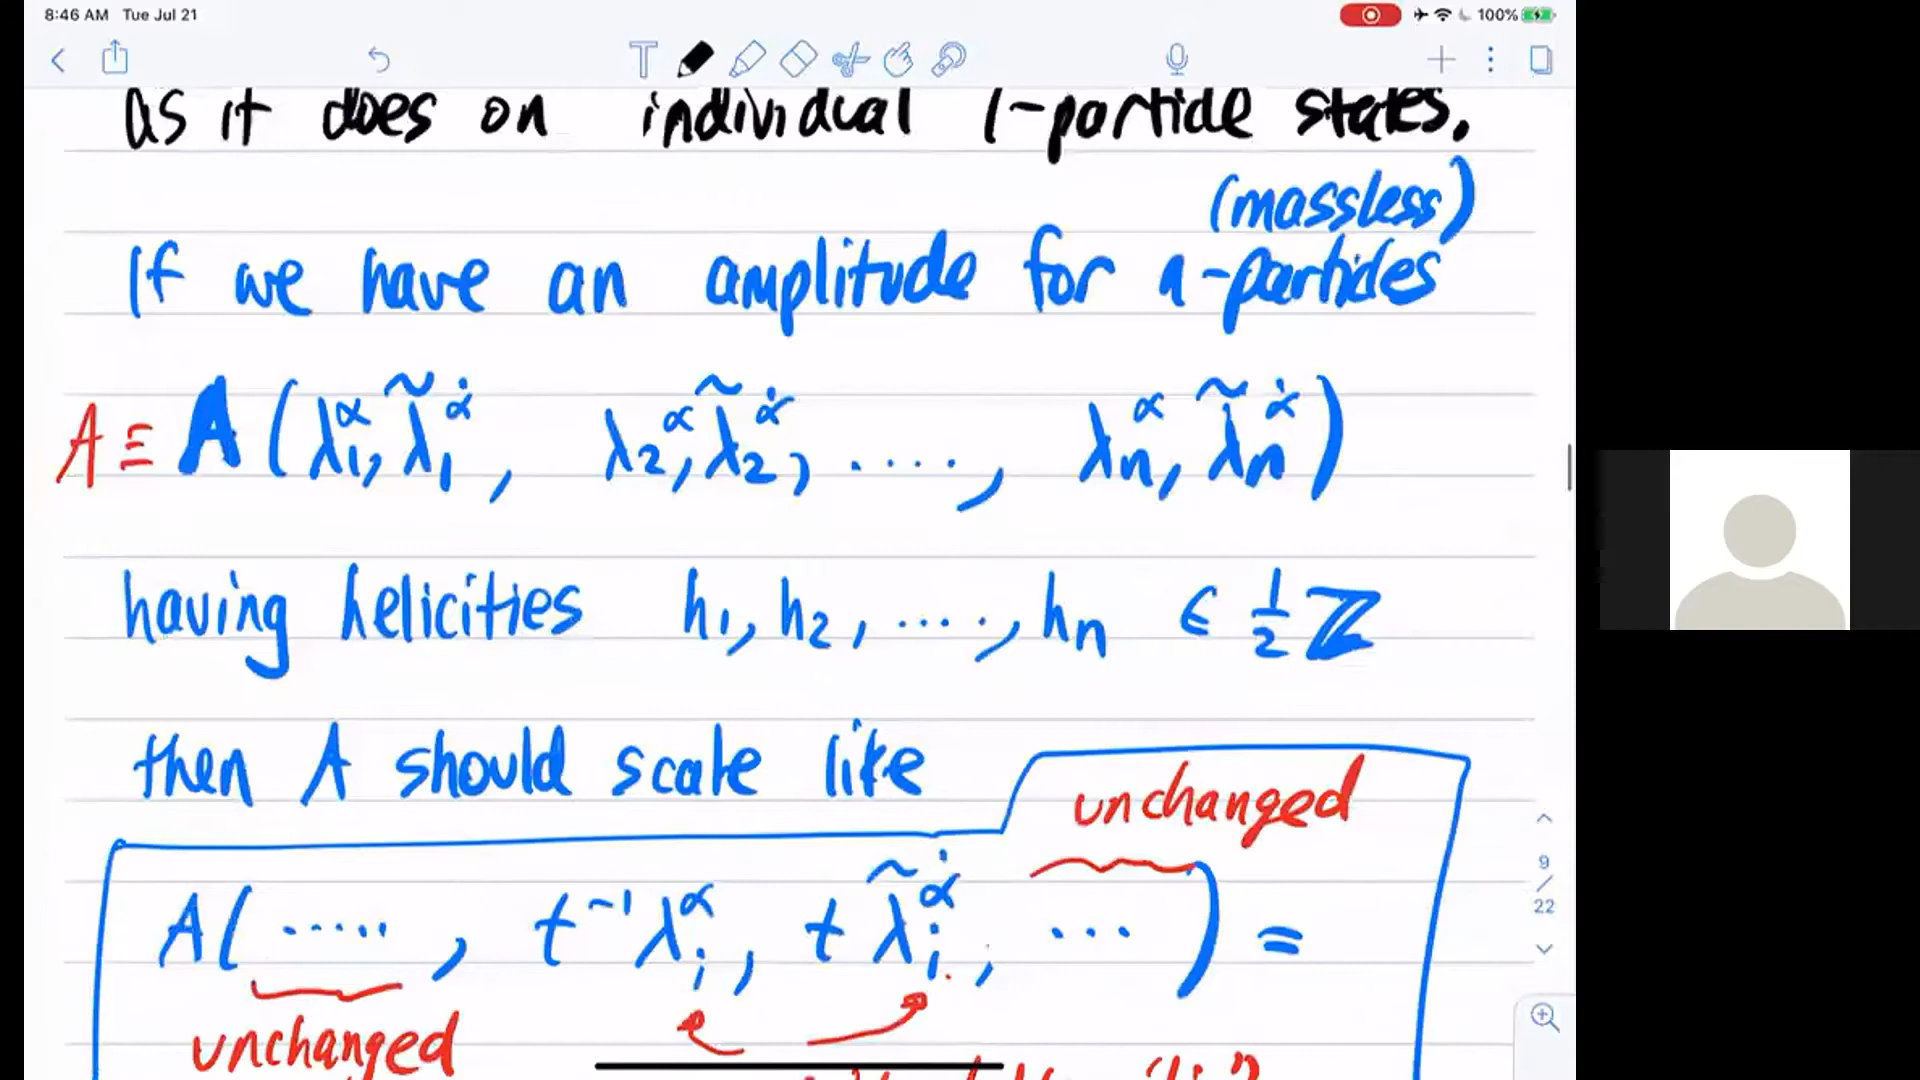 8:46 AM Tue Jul 21
100%
as it does on individual 1-particle states.
(massless)
If we have an amplitude for n-particles
A ≡ A(λ₁^α, λ̃₁^α̇, λ₂^α, λ̃₂^α̇, ...., λₙ^α, λ̃ₙ^α̇)
having helicities h₁, h₂, ...., hₙ ∈ ½ ℤ
then A should scale like
unchanged
A(....., t⁻¹λᵢ^α, t λ̃ᵢ^α̇, ...) =
unchanged
9
/
22